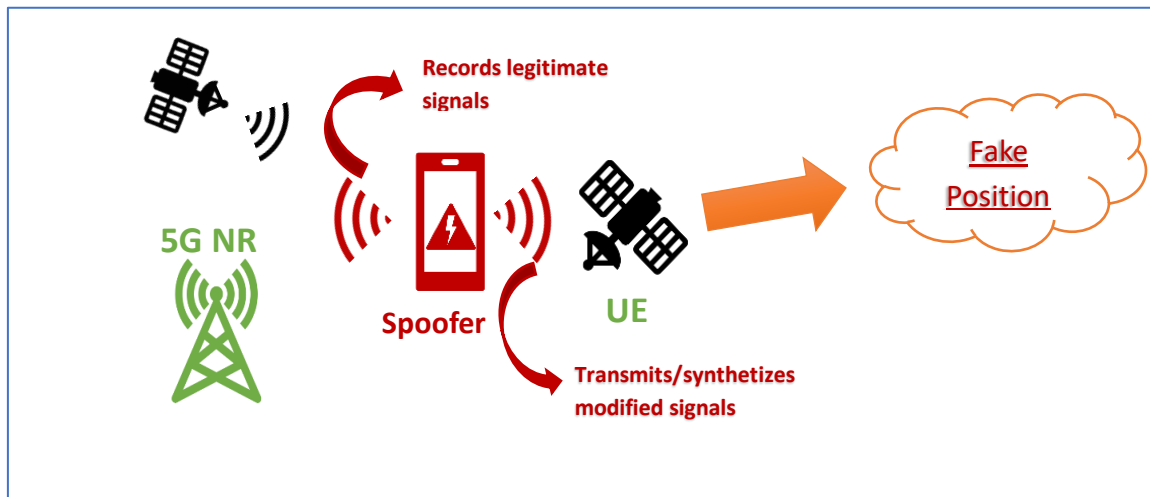 Records legitimate
signals
Fake
Position
5G NR
Spoofer
UE
Transmits/synthetizes
modified signals